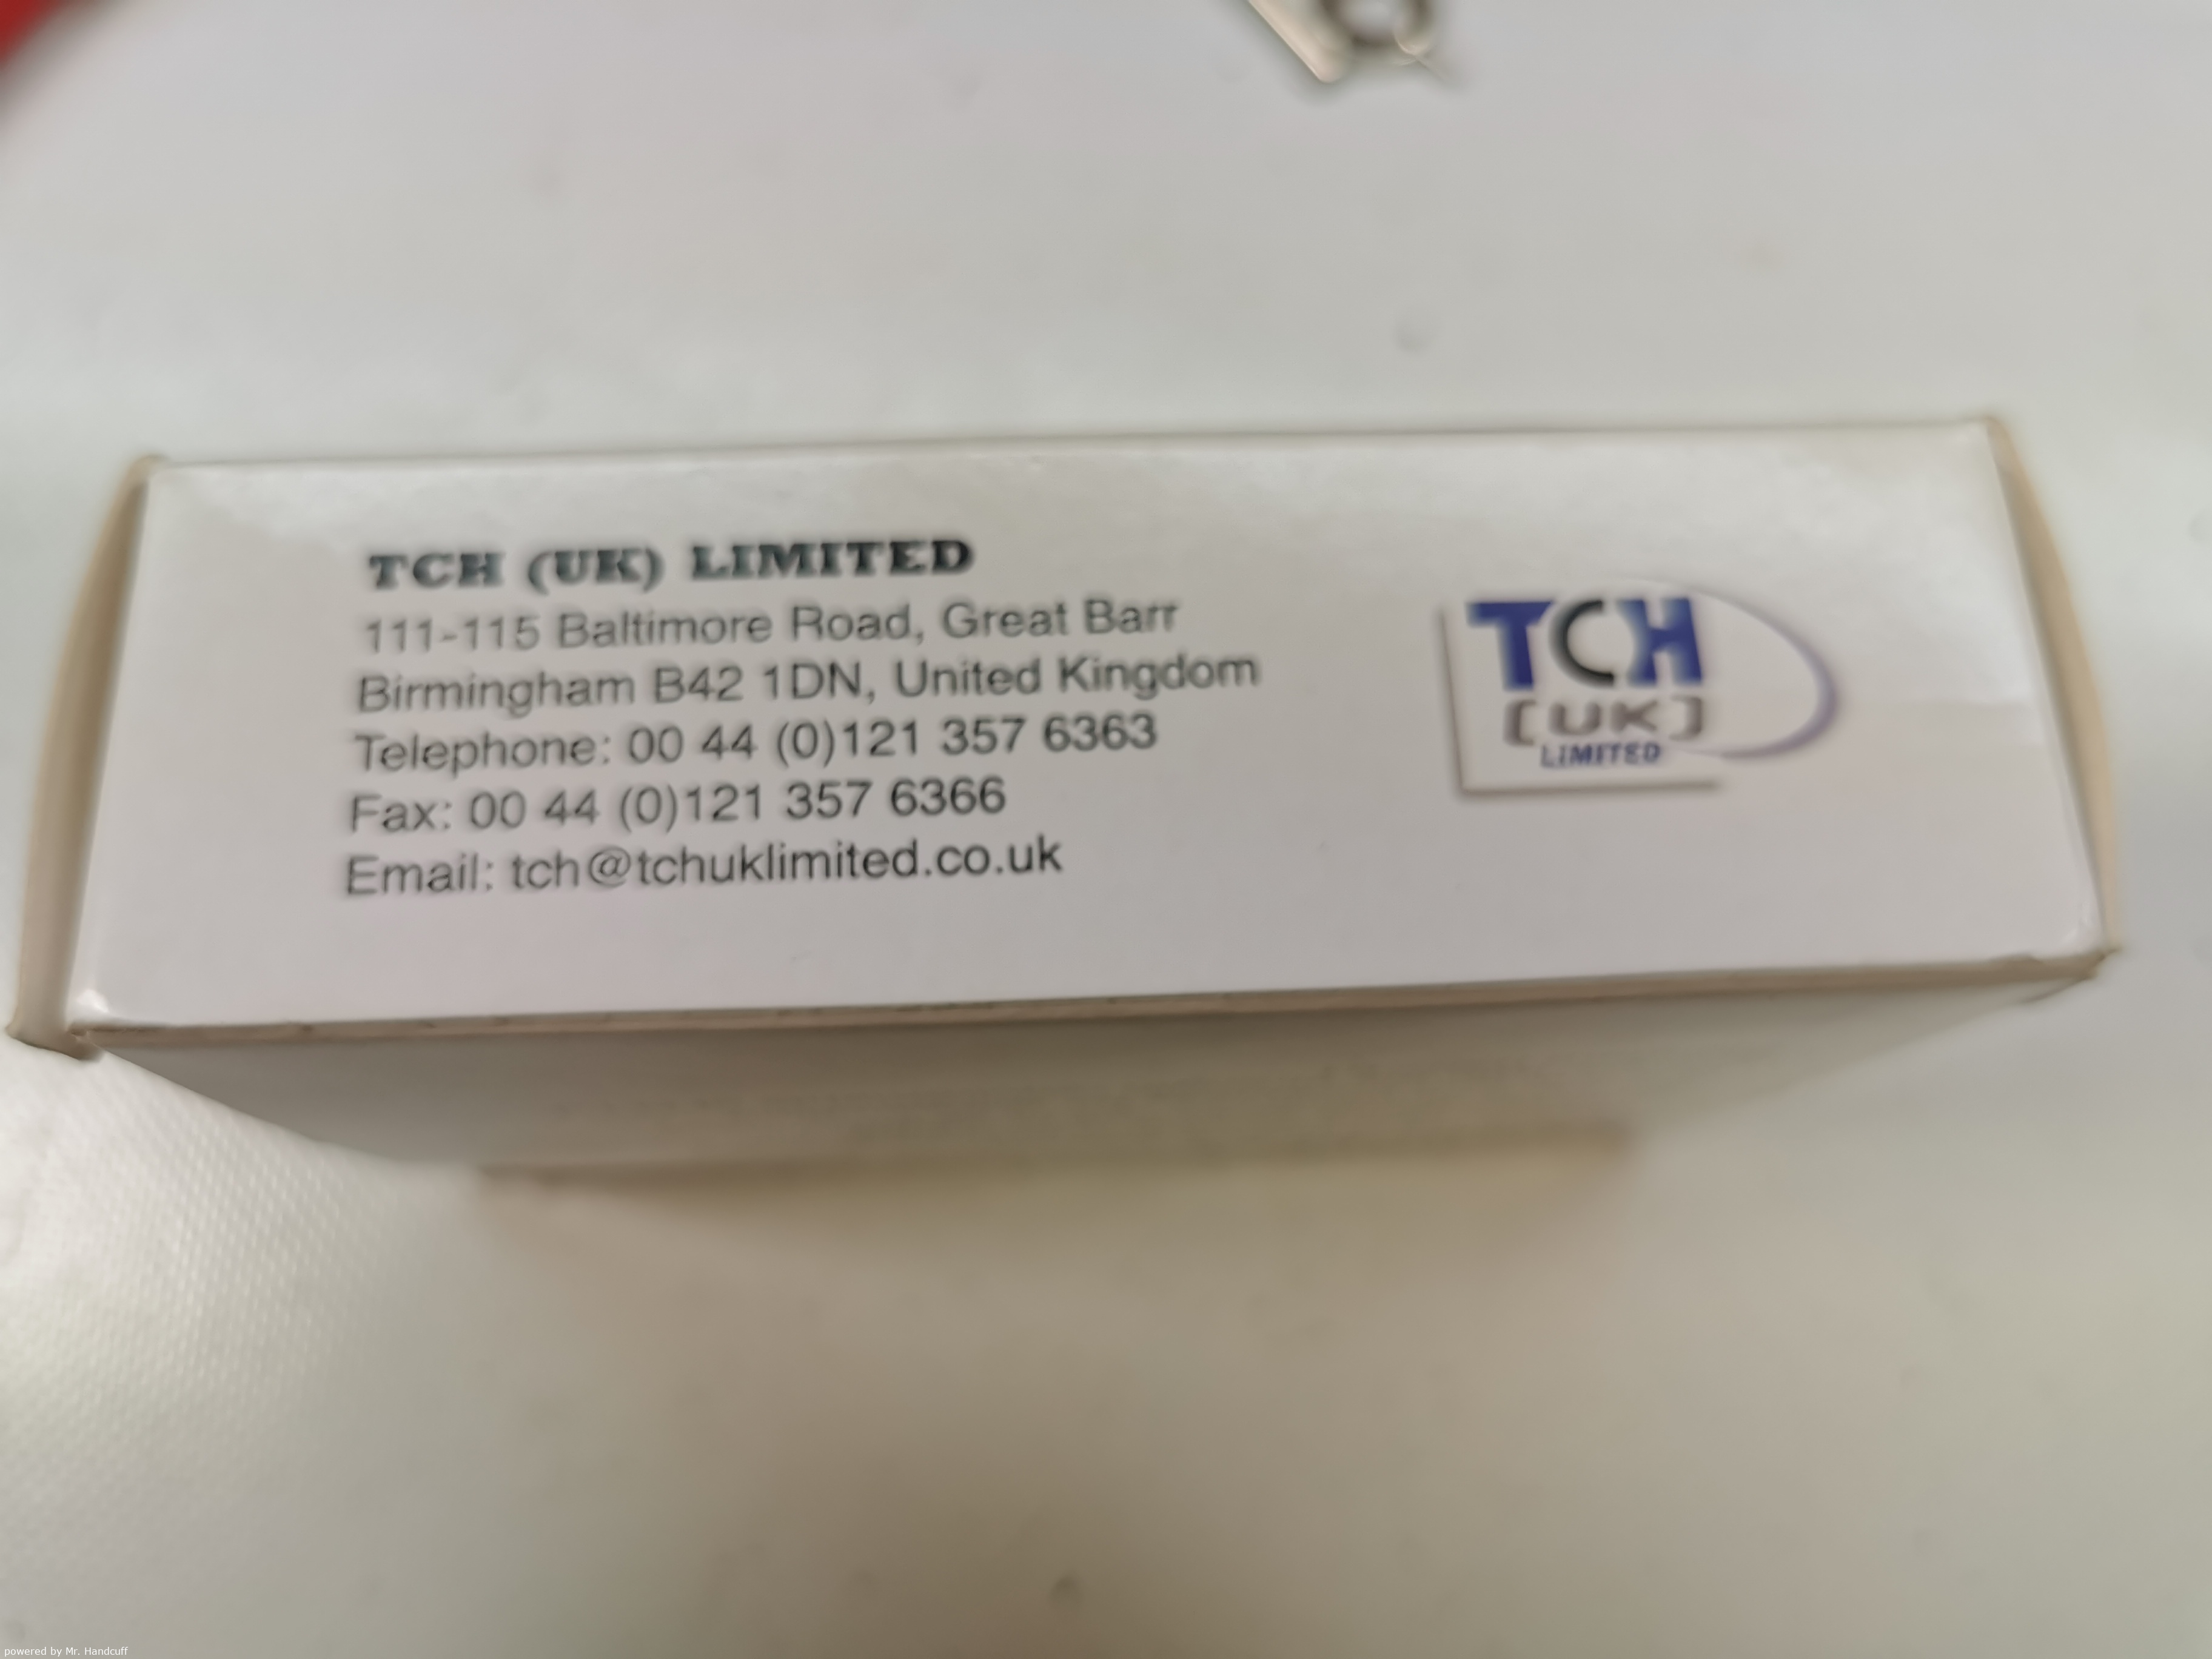 TCH (UK) LIMITED
111-115 Baltimore Road, Great Barr
Birmingham B42 1DN, United Kingdom
Telephone: 00 44 (0)121 357 6363
Fax: 00 44 (0)121 357 6366
Email: tch@tchuklimited.co.uk
TCH
(UK)
LIMITED
powered by Mr. Handcuff